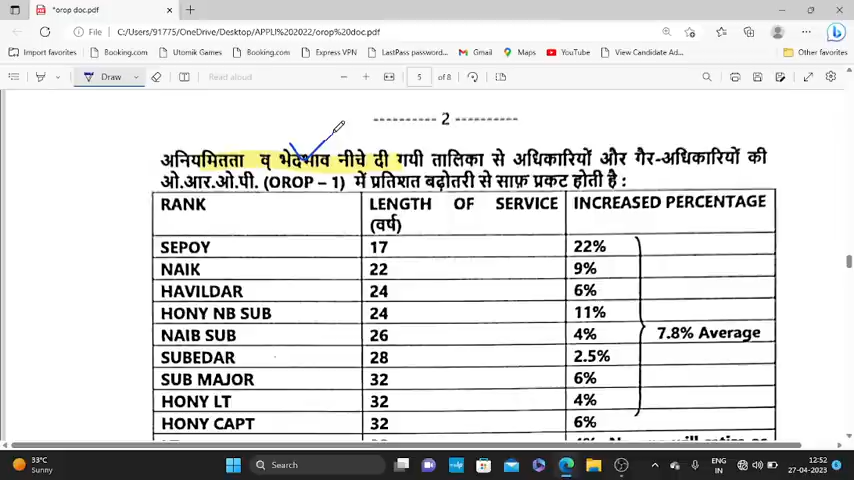 *orop doc.pdf
File
C:/Users/91775/OneDrive/Desktop/APPLI%202022/orop%20doc.pdf
Import favorites
Booking.com
Utomik Games
Booking.com
Express VPN
LastPass password...
Gmail
Maps
YouTube
View Candidate Ad...
Other favorites
Draw
Read aloud
5 of 8
---------- 2 ----------
अनियमितता व् भेदभाव नीचे दी गयी तालिका से अधिकारियों और गैर-अधिकारियों की
ओ.आर.ओ.पी. (OROP – 1) में प्रतिशत बढ़ोतरी से साफ़ प्रकट होती है :
RANK LENGTH OF SERVICE (वर्ष) INCREASED PERCENTAGE
SEPOY 17 22%
NAIK 22 9%
HAVILDAR 24 6%
HONY NB SUB 24 11%
NAIB SUB 26 4% 7.8% Average
SUBEDAR 28 2.5%
SUB MAJOR 32 6%
HONY LT 32 4%
HONY CAPT 32 6%
33°C
Sunny
Search
ENG
IN
12:52
27-04-2023